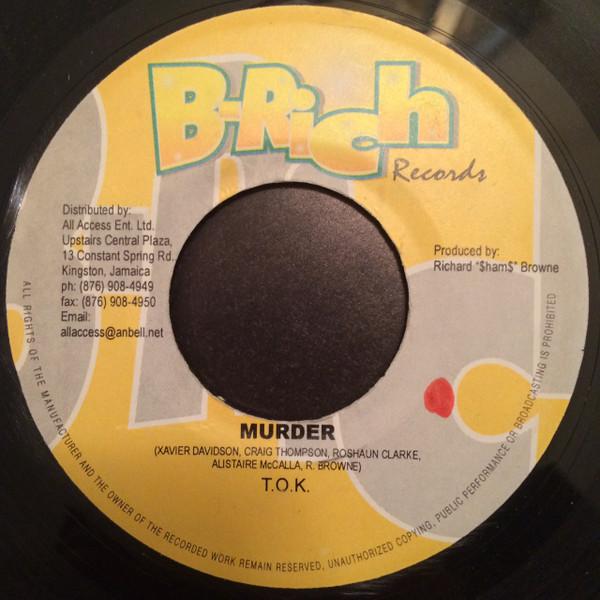 B-Rich
Records
Distributed by:
All Access Ent. Ltd.
Upstairs Central Plaza,
13 Constant Spring Rd.
Kingston, Jamaica
ph: (876) 908-4949
fax: (876) 908-4950
Email:
allaccess@anbell.net
Produced by:
Richard "$ham$" Browne
MURDER
(XAVIER DAVIDSON, CRAIG THOMPSON, ROSHAUN CLARKE,
ALISTAIRE McCALLA, R. BROWNE)
T.O.K.
ALL RIGHTS OF THE MANUFACTURER AND THE OWNER OF THE RECORDED WORK REMAIN RESERVED, UNAUTHORIZED COPYING, PUBLIC PERFORMANCE OR BROADCASTING IS PROHIBITED